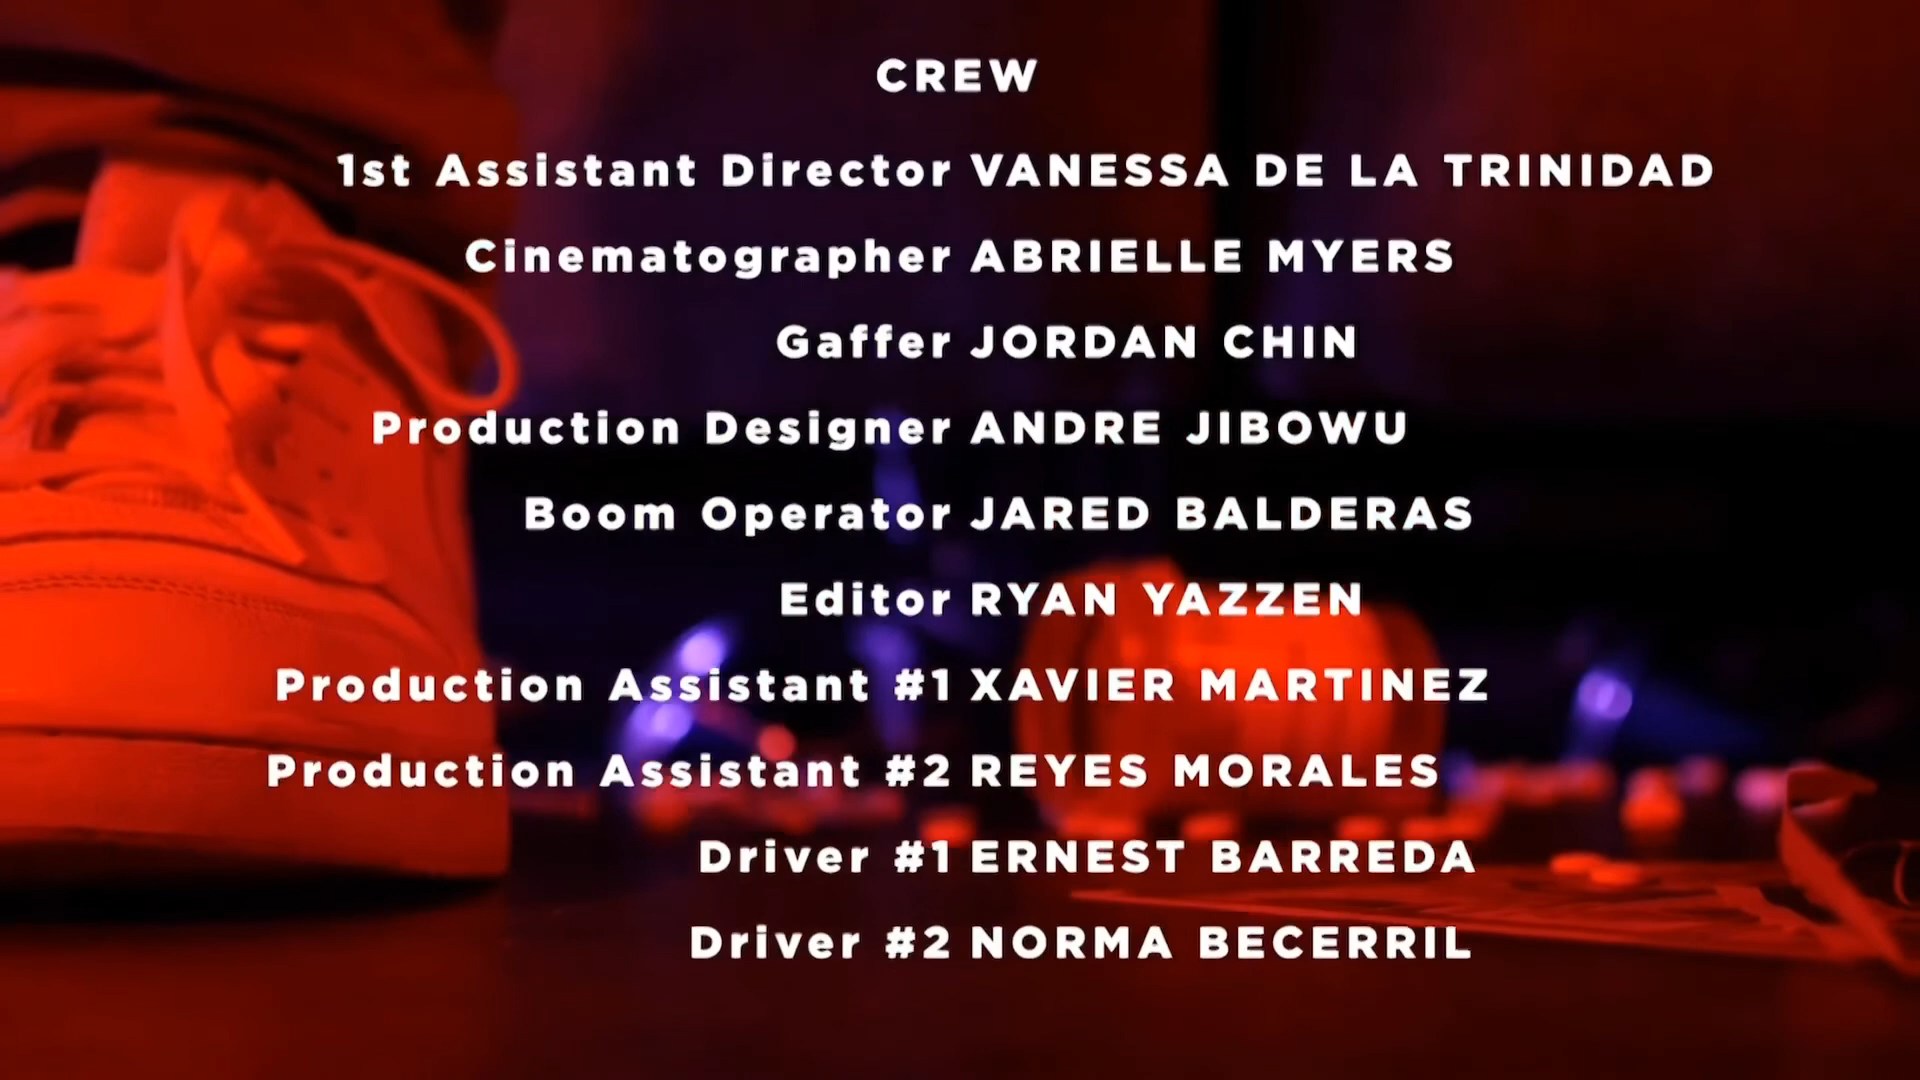 CREW
1st Assistant Director VANESSA DE LA TRINIDAD
Cinematographer ABRIELLE MYERS
Gaffer JORDAN CHIN
Production Designer ANDRE JIBOWU
Boom Operator JARED BALDERAS
Editor RYAN YAZZEN
Production Assistant #1 XAVIER MARTINEZ
Production Assistant #2 REYES MORALES
Driver #1 ERNEST BARREDA
Driver #2 NORMA BECERRIL